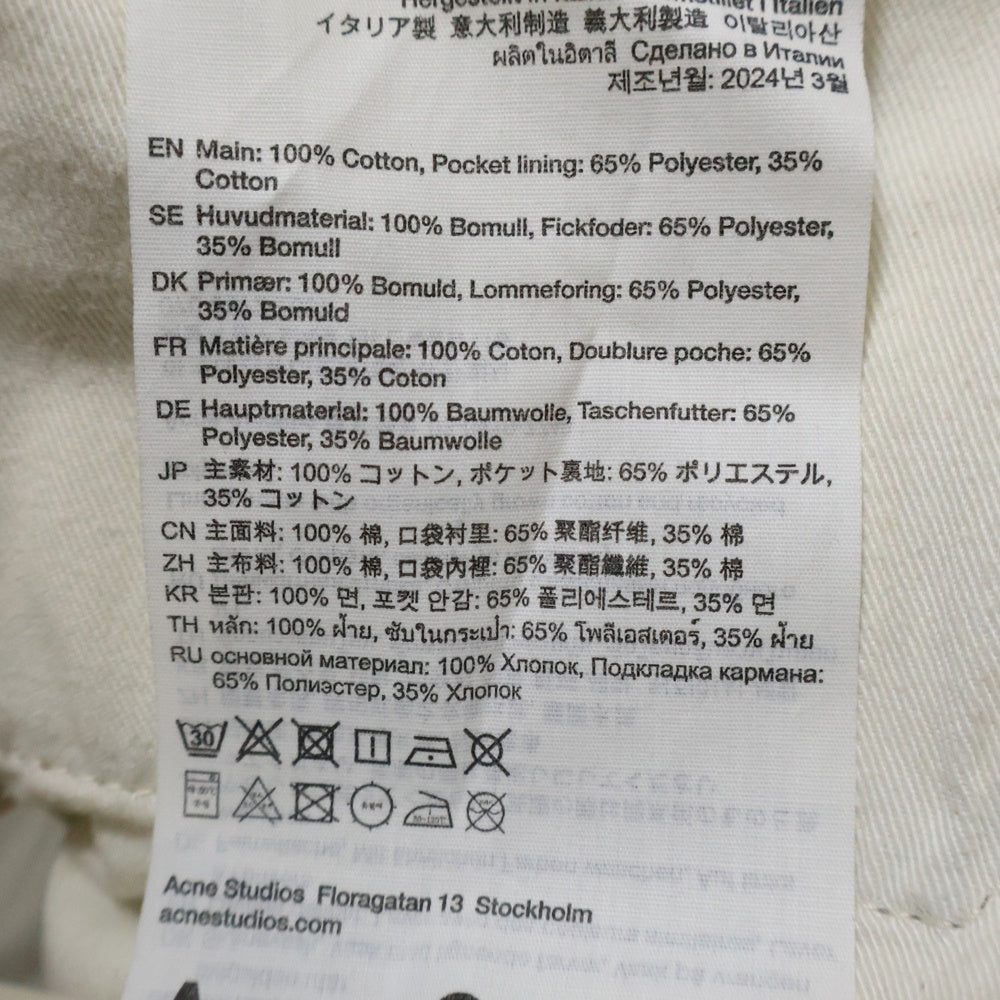 l'italien
イタリア製 意大利制造 義大利製造 이탈리아산
ผลิตในอิตาลี Сделано в Италии
제조년월: 2024년 3월
EN Main: 100% Cotton, Pocket lining: 65% Polyester, 35%
Cotton
SE Huvudmaterial: 100% Bomull, Fickfoder: 65% Polyester,
35% Bomull
DK Primær: 100% Bomuld, Lommeforing: 65% Polyester,
35% Bomuld
FR Matière principale: 100% Coton, Doublure poche: 65%
Polyester, 35% Coton
DE Hauptmaterial: 100% Baumwolle, Taschenfutter: 65%
Polyester, 35% Baumwolle
JP 主素材: 100% コットン, ポケット裏地: 65% ポリエステル,
35% コットン
CN 主面料: 100% 棉, 口袋衬里: 65% 聚酯纤维, 35% 棉
ZH 主布料: 100% 棉, 口袋內裡: 65% 聚酯纖維, 35% 棉
KR 본판: 100% 면, 포켓 안감: 65% 폴리에스테르, 35% 면
TH หลัก: 100% ฝ้าย, ซับในกระเป๋า: 65% โพลีเอสเตอร์, 35% ฝ้าย
RU основной материал: 100% Хлопок, Подкладка кармана:
65% Полиэстер, 35% Хлопок
30
Acne Studios Floragatan 13 Stockholm
acnestudios.com